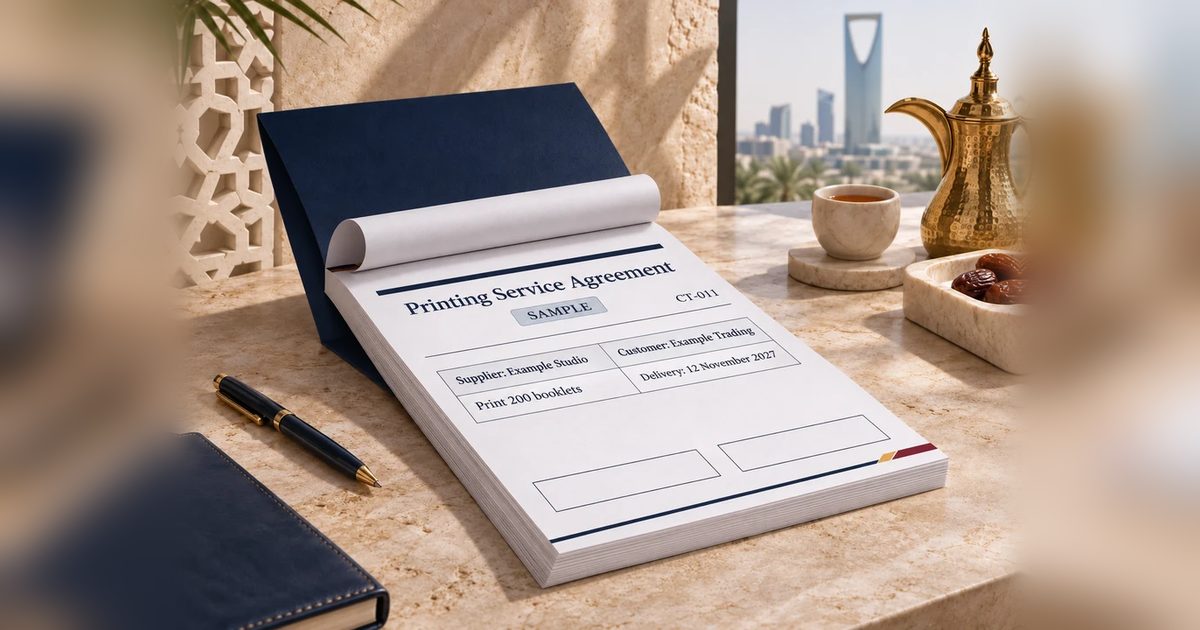 Printing Service Agreement
SAMPLE
CT-011
Supplier: Example Studio
Customer: Example Trading
Print 200 booklets
Delivery: 12 November 2027